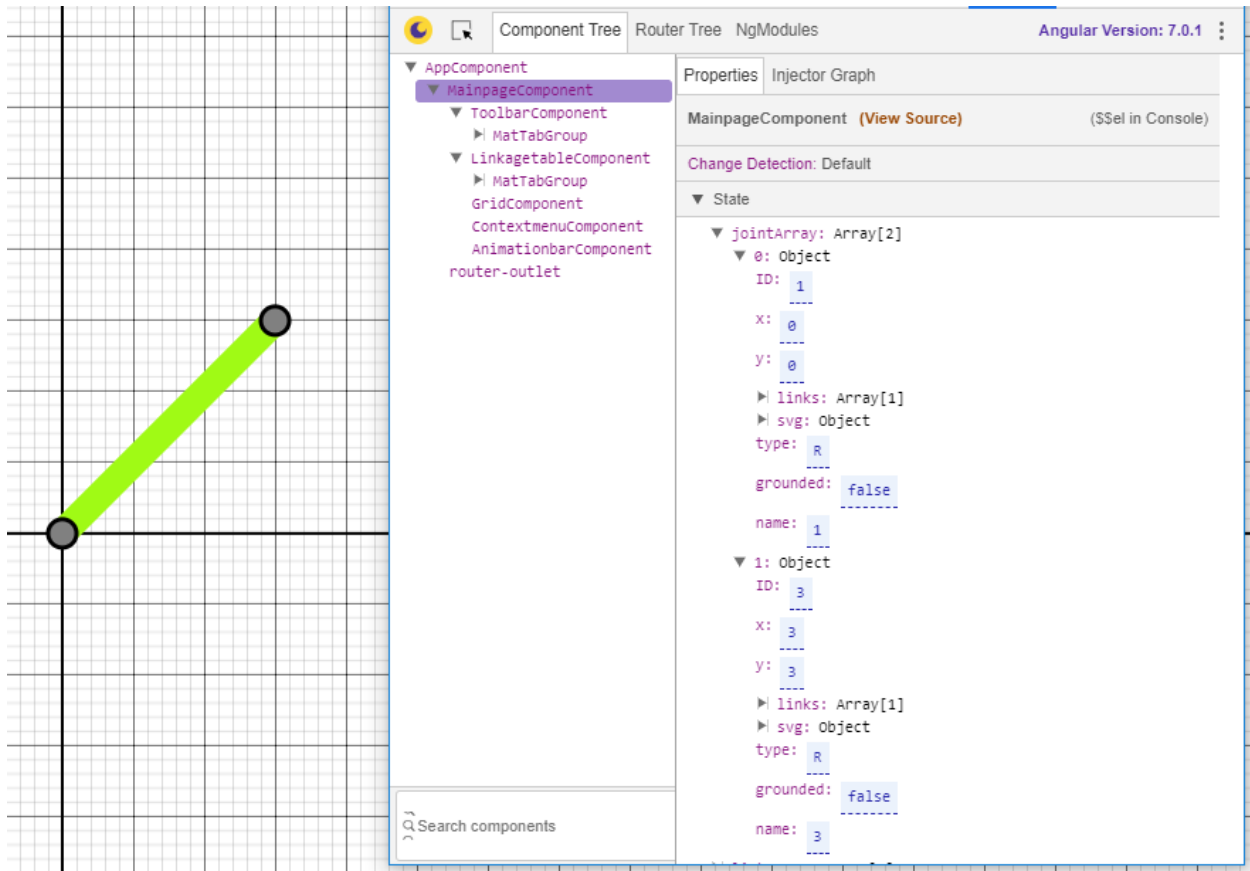 Component Tree Router Tree NgModules Angular Version: 7.0.1
AppComponent
MainpageComponent
ToolbarComponent
MatTabGroup
LinkagetableComponent
MatTabGroup
GridComponent
ContextmenuComponent
AnimationbarComponent
router-outlet
Search components
Properties Injector Graph
MainpageComponent (View Source) ($$el in Console)
Change Detection: Default
State
jointArray: Array[2]
0: Object
ID: 1
x: 0
y: 0
links: Array[1]
svg: Object
type: R
grounded: false
name: 1
1: Object
ID: 3
x: 3
y: 3
links: Array[1]
svg: Object
type: R
grounded: false
name: 3